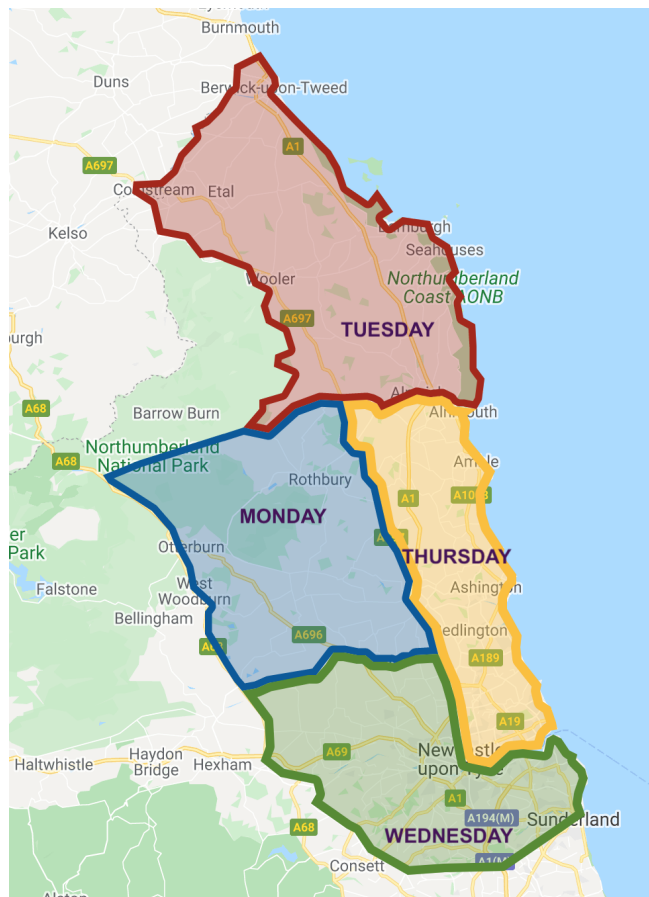 Burnmouth
Duns
Berwick-upon-Tweed
A1
A697
Coldstream
Etal
Kelso
Bamburgh
Seahouses
Wooler
Northumberland
Coast AONB
A697
TUESDAY
A68
Barrow Burn
Alnmouth
Northumberland
National Park
A68
Amble
Rothbury
A1
A1068
MONDAY
Otterburn
THURSDAY
Park
Falstone
West
Woodburn
Ashington
Bellingham
A696
A189
A19
Haltwhistle
Haydon
Bridge
Hexham
A69
Newcastle
upon Tyne
A1
A68
A194(M)
Sunderland
WEDNESDAY
A1(M)
Consett